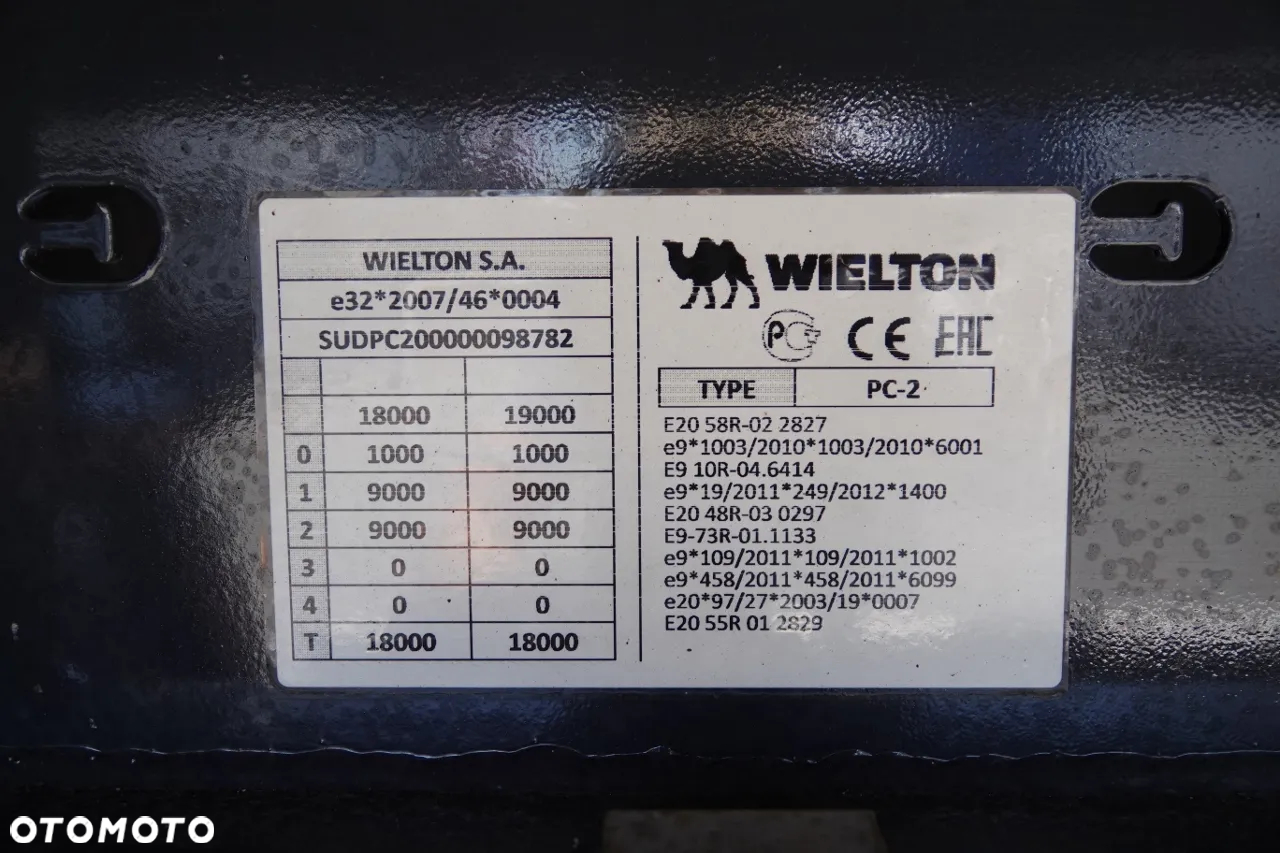 WIELTON S.A.
e32*2007/46*0004
SUDPC200000098782
18000 19000
0 1000 1000
1 9000 9000
2 9000 9000
3 0 0
4 0 0
T 18000 18000
WIELTON
PC CE EAC
TYPE PC-2
E20 58R-02 2827
e9*1003/2010*1003/2010*6001
E9 10R-04.6414
e9*19/2011*249/2012*1400
E20 48R-03 0297
E9-73R-01.1133
e9*109/2011*109/2011*1002
e9*458/2011*458/2011*6099
e20*97/27*2003/19*0007
E20 55R 01 2829
OTOMOTO